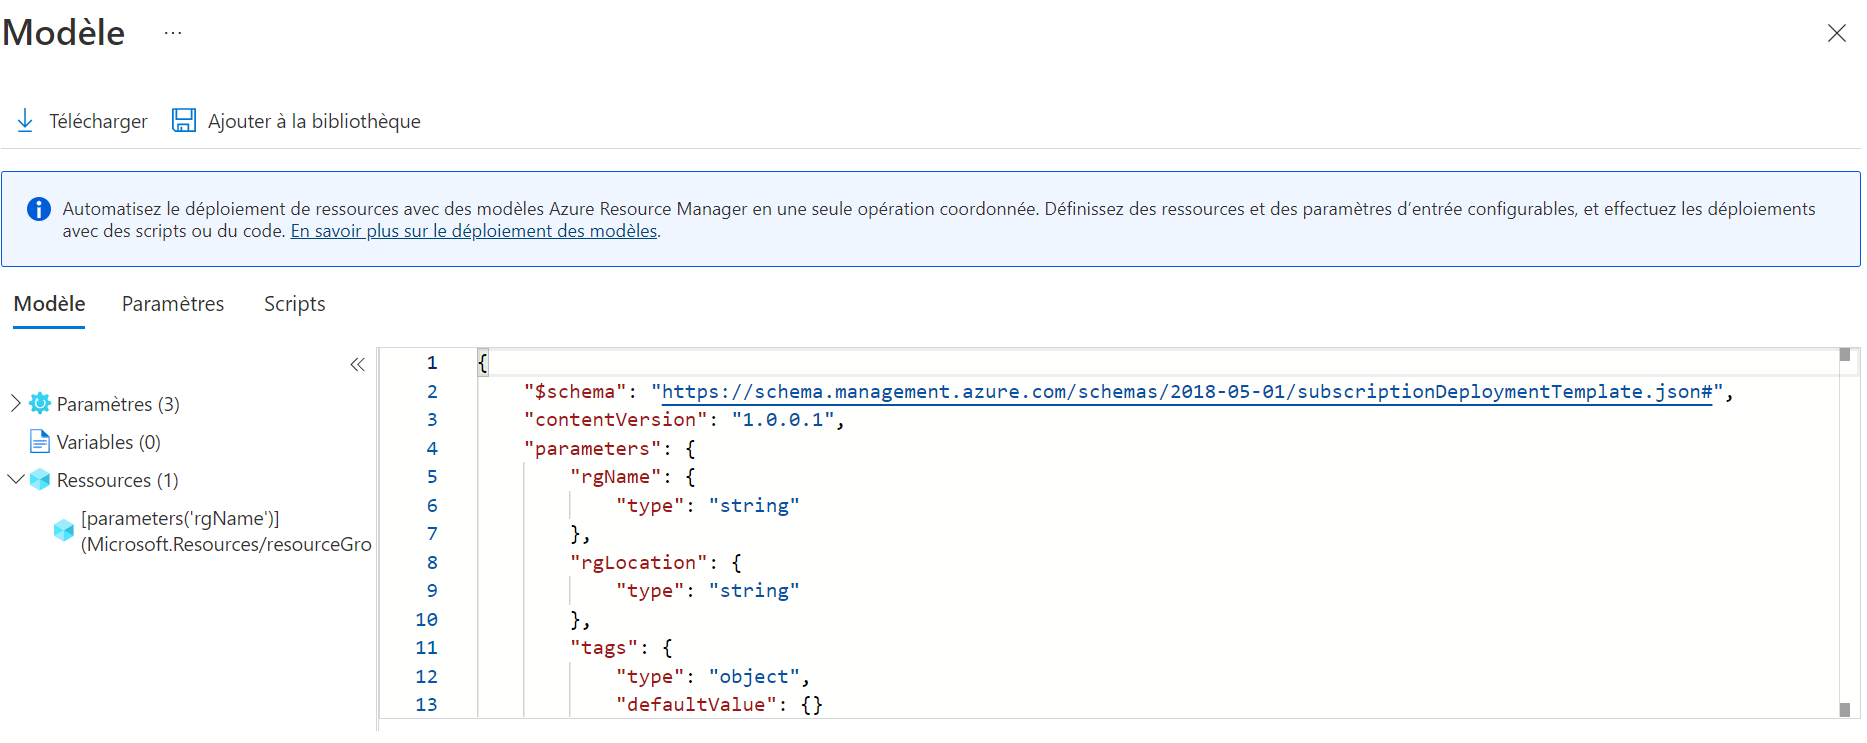 Modèle ...
Télécharger Ajouter à la bibliothèque
Automatisez le déploiement de ressources avec des modèles Azure Resource Manager en une seule opération coordonnée. Définissez des ressources et des paramètres d’entrée configurables, et effectuez les déploiements
avec des scripts ou du code. En savoir plus sur le déploiement des modèles.
Modèle Paramètres Scripts
Paramètres (3)
Variables (0)
Ressources (1)
[parameters('rgName')]
(Microsoft.Resources/resourceGro
1 {
2 "$schema": "https://schema.management.azure.com/schemas/2018-05-01/subscriptionDeploymentTemplate.json#",
3 "contentVersion": "1.0.0.1",
4 "parameters": {
5 "rgName": {
6 "type": "string"
7 },
8 "rgLocation": {
9 "type": "string"
10 },
11 "tags": {
12 "type": "object",
13 "defaultValue": {}